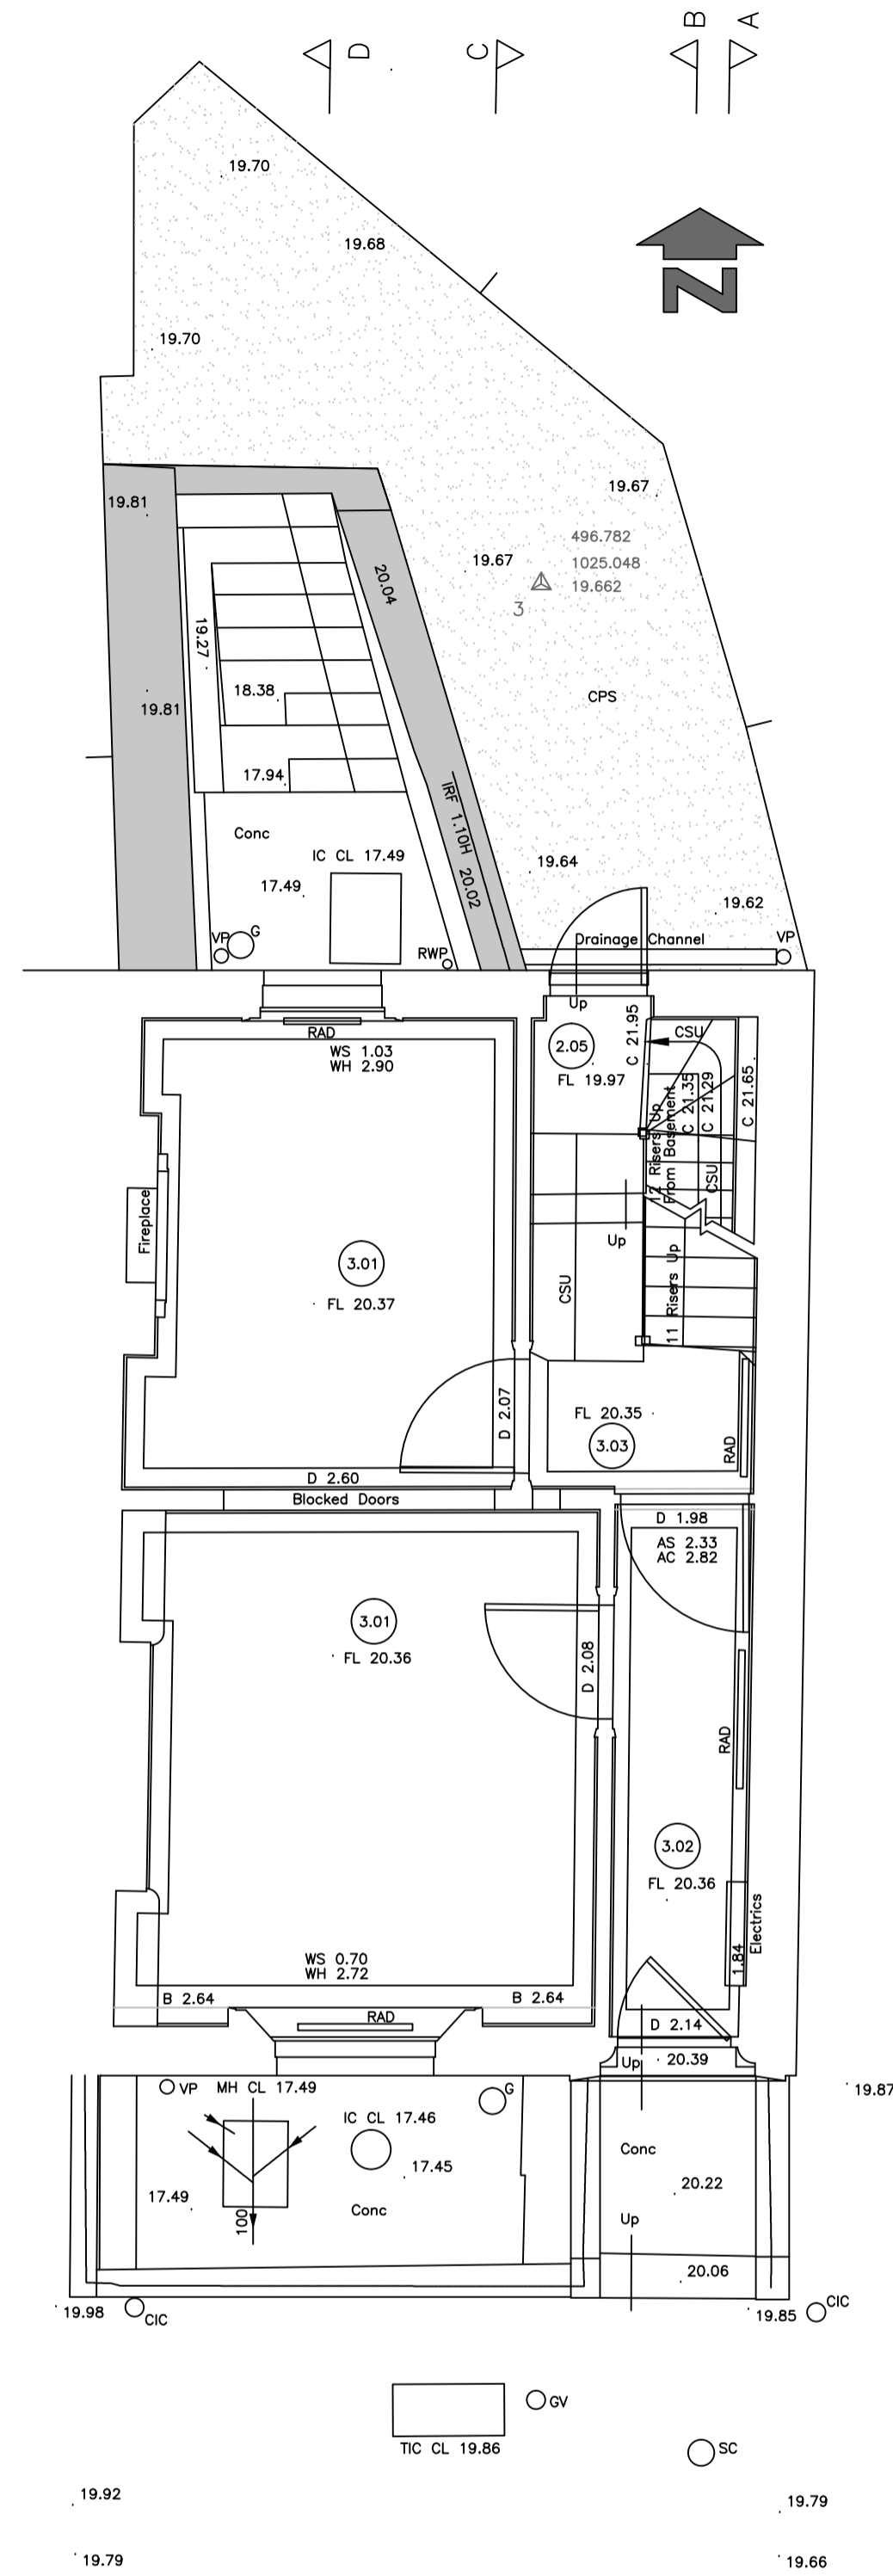 D
C
B
A
19.70
19.68
N
19.70
19.67
19.81
496.782
19.67
1025.048
19.662
20.04
3
19.27
18.38
CPS
19.81
17.94
IRF 1.10H 20.02
Conc
IC CL 17.49
17.49
19.64
19.62
VP
G
RWP
Drainage Channel
VP
Up
RAD
WS 1.03
WH 2.90
2.05
FL 19.97
C 21.95
CSU
C 21.35
C 21.29
C 21.65
12 Risers Up
From Basement
CSU
Fireplace
Up
3.01
FL 20.37
CSU
11 Risers Up
D 2.07
FL 20.35
3.03
RAD
D 2.60
Blocked Doors
D 1.98
AS 2.33
AC 2.82
3.01
FL 20.36
D 2.08
RAD
3.02
FL 20.36
Electrics
1.84
WS 0.70
WH 2.72
B 2.64
B 2.64
RAD
D 2.14
Up
20.39
VP
MH CL 17.49
G
19.87
IC CL 17.46
17.45
Conc
20.22
17.49
Conc
100
Up
20.06
19.98
CIC
19.85
CIC
GV
TIC CL 19.86
SC
19.92
19.79
19.79
19.66